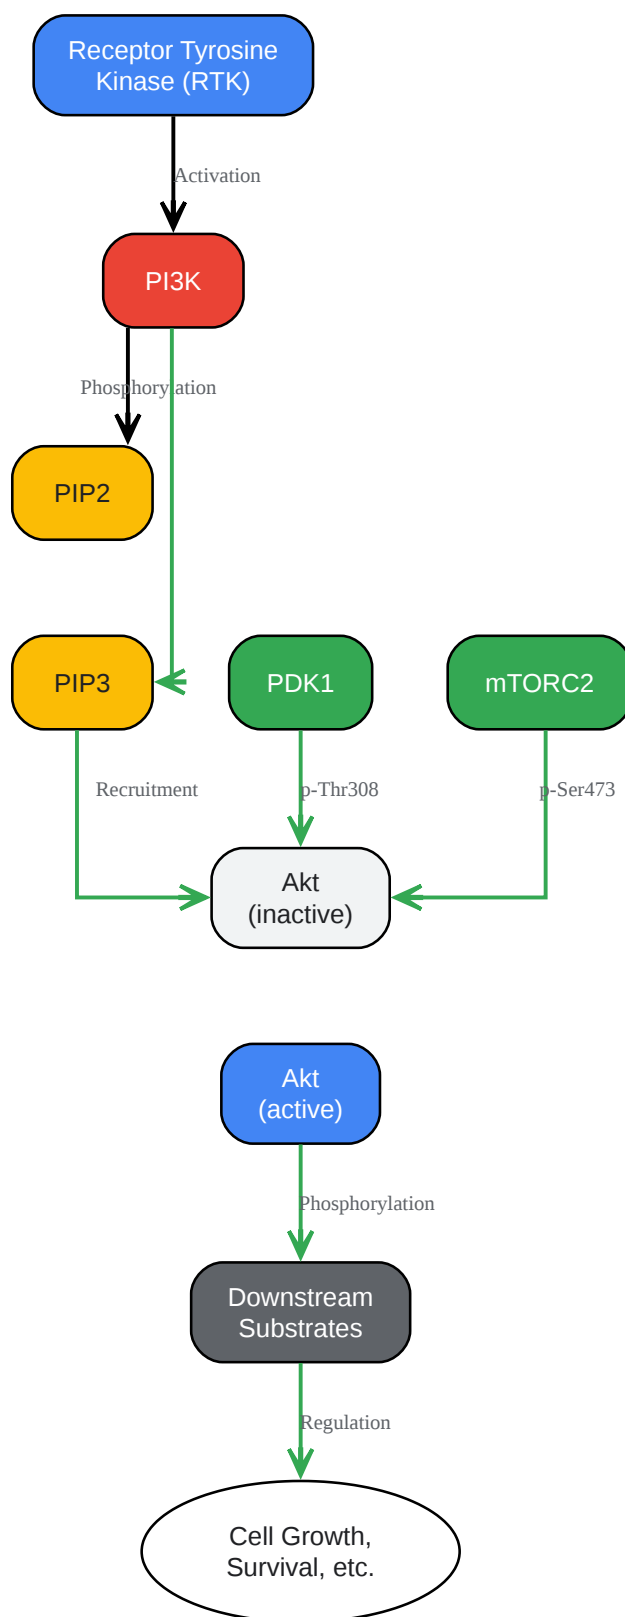 Receptor Tyrosine
Kinase (RTK)
Activation
PI3K
Phosphorylation
PIP2
PIP3
PDK1
mTORC2
Recruitment
p-Thr308
p-Ser473
Akt
(inactive)
Akt
(active)
Phosphorylation
Downstream
Substrates
Regulation
Cell Growth,
Survival, etc.